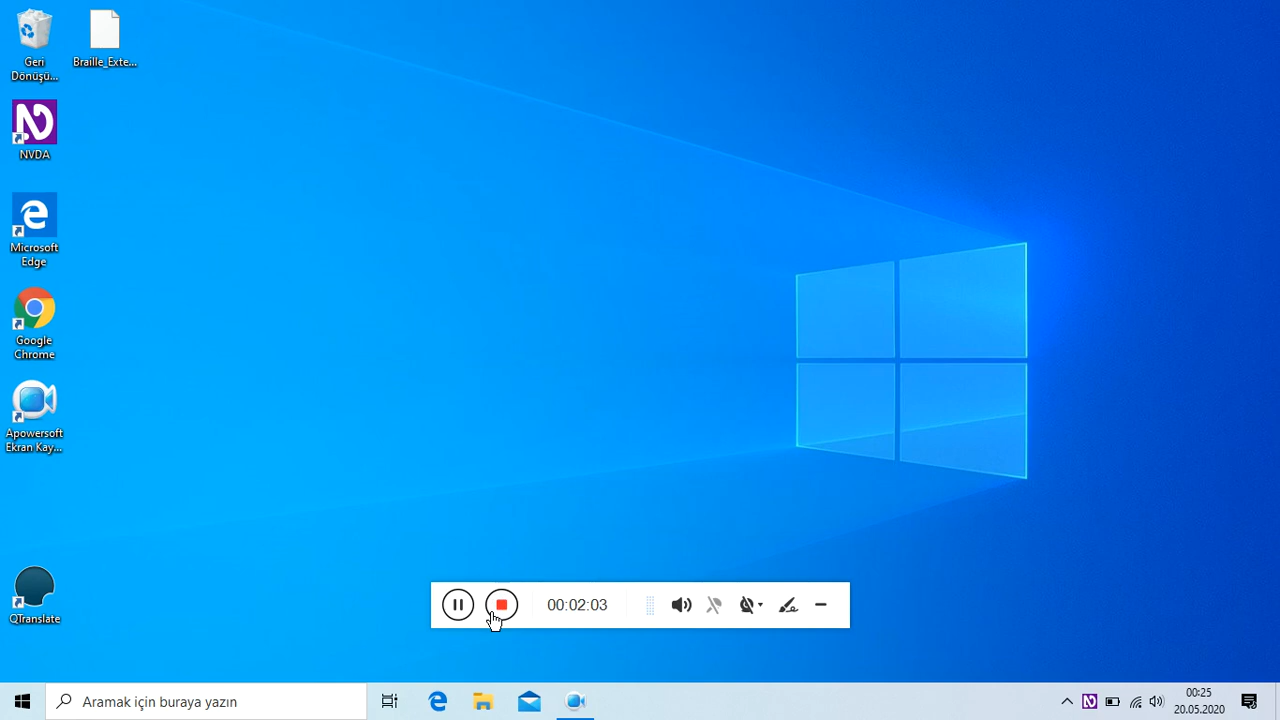 Geri
Dönüşü...
Braille_Exte...
NVDA
Microsoft
Edge
Google
Chrome
Apowersoft
Ekran Kay...
QTranslate
00:02:03
Aramak için buraya yazın
00:25
20.05.2020